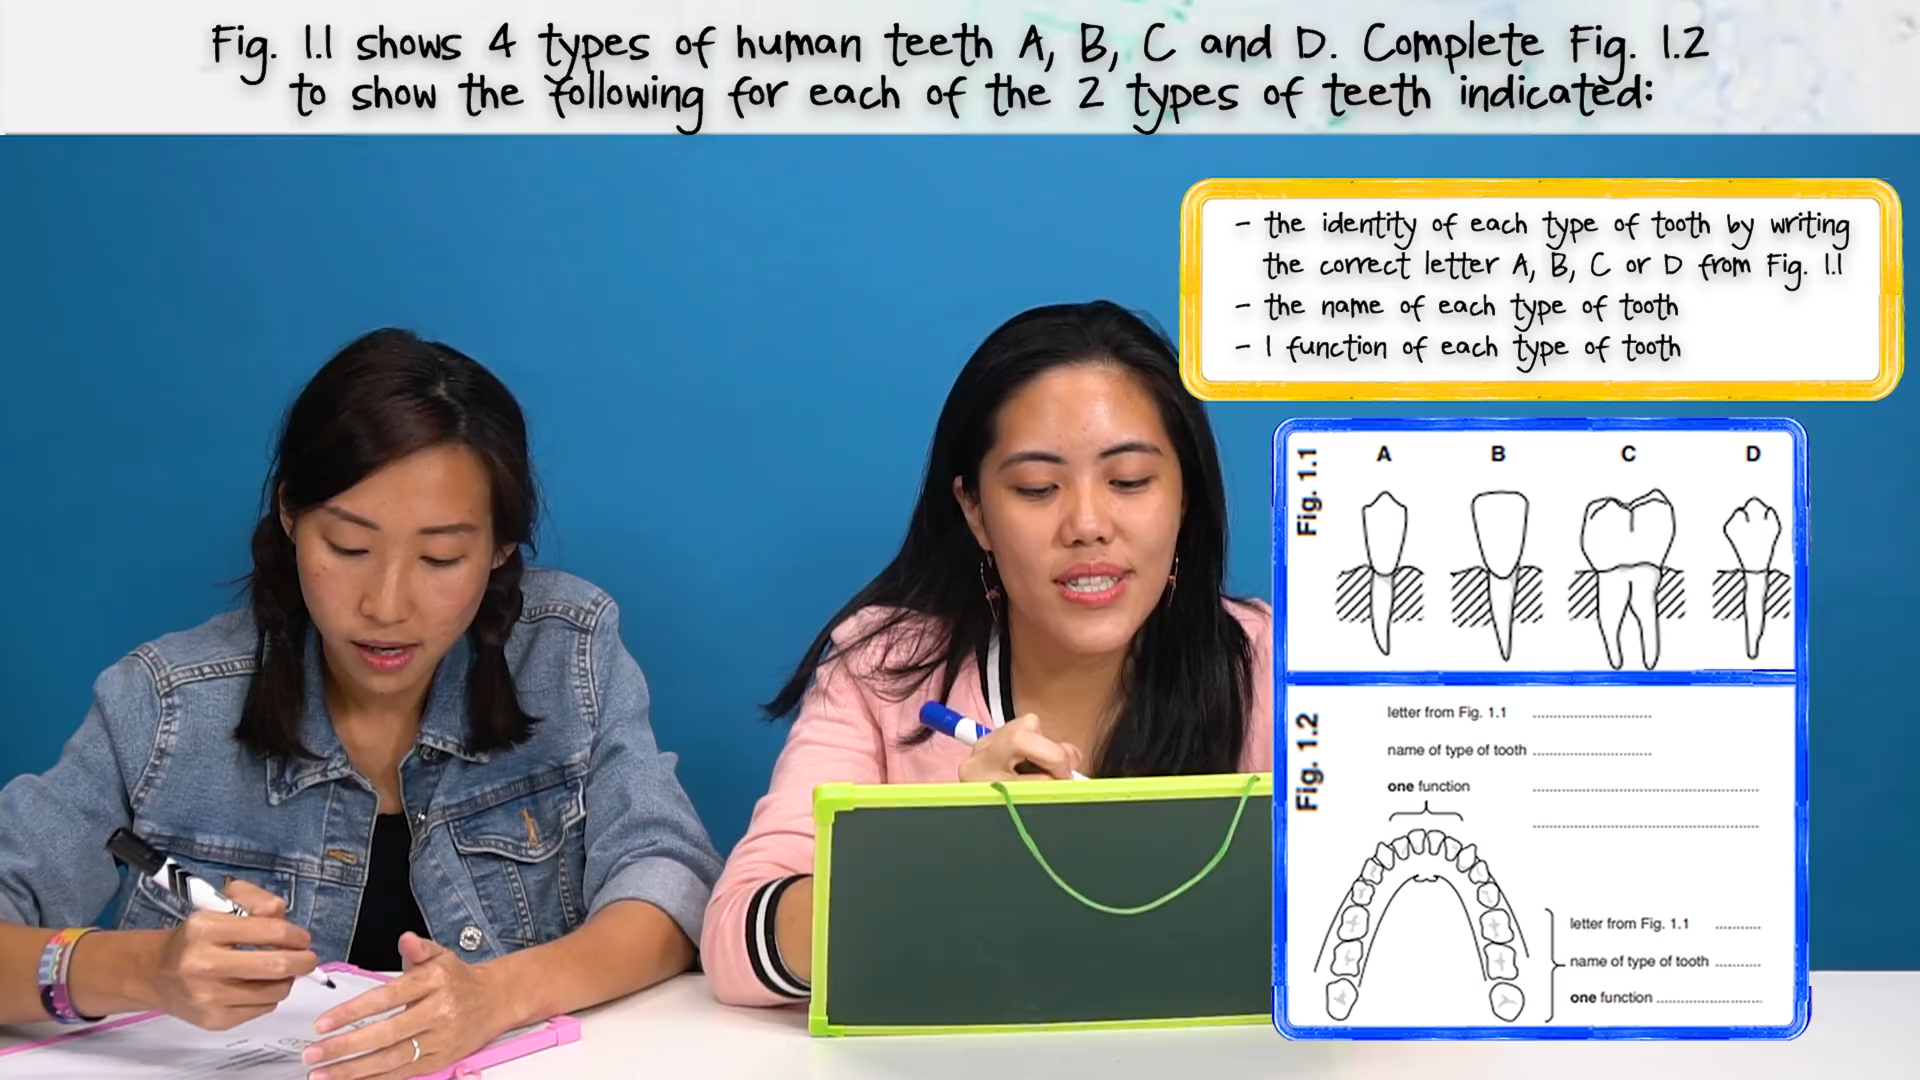 Fig. 1.1 shows 4 types of human teeth A, B, C and D. Complete Fig. 1.2
to show the following for each of the 2 types of teeth indicated:
- the identity of each type of tooth by writing
the correct letter A, B, C or D from Fig. 1.1
- the name of each type of tooth
- 1 function of each type of tooth
Fig. 1.1
A B C D
Fig. 1.2
letter from Fig. 1.1 ..............................
name of type of tooth ..............................
one function ..........................................................
..........................................................
letter from Fig. 1.1 ............
name of type of tooth ............
one function ...........................